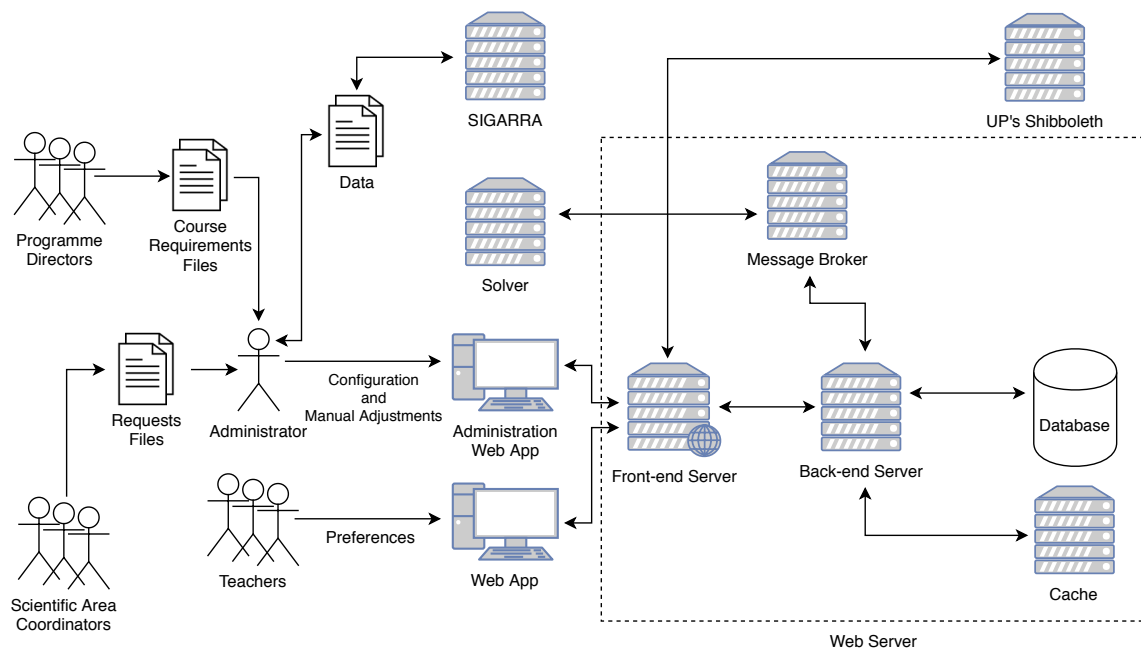 SIGARRA
UP's Shibboleth
Data
Programme
Directors
Course
Requirements
Files
Solver
Message Broker
Requests
Files
Administrator
Configuration
and
Manual Adjustments
Administration
Web App
Front-end Server
Back-end Server
Database
Teachers
Preferences
Web App
Cache
Scientific Area
Coordinators
Web Server